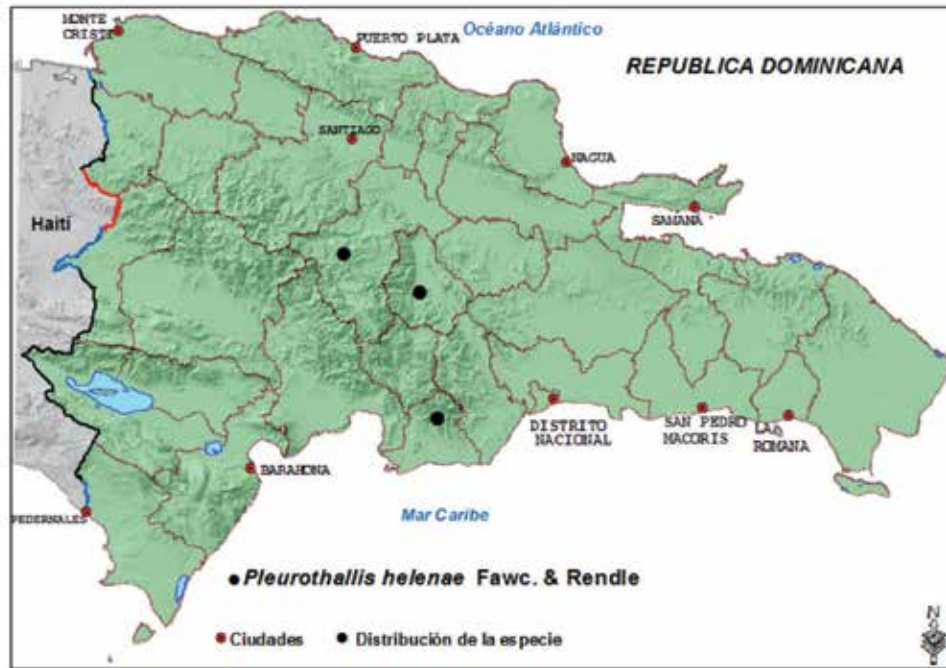 MONTE
CRISTI
PUERTO PLATA
Océano Atlántico
REPUBLICA DOMINICANA
SANTIAGO
NAGUA
SAMANA
Haití
DISTRITO
NACIONAL
SAN PEDRO
MACORIS
LA
ROMANA
BARAHONA
PEDERNALES
Mar Caribe
Pleurothallis helenae Fawc. & Rendle
Ciudades
Distribución de la especie
N